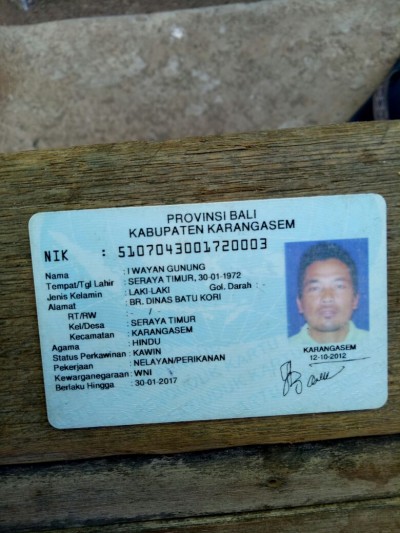 PROVINSI BALI
KABUPATEN KARANGASEM
NIK : 5107043001720003
Nama : I WAYAN GUNUNG
Tempat/Tgl Lahir : SERAYA TIMUR, 30-01-1972
Jenis Kelamin : LAKI-LAKI Gol. Darah : -
Alamat : BR. DINAS BATU KORI
RT/RW : - / -
Kel/Desa : SERAYA TIMUR
Kecamatan : KARANGASEM
Agama : HINDU
Status Perkawinan : KAWIN
Pekerjaan : NELAYAN/PERIKANAN
Kewarganegaraan : WNI
Berlaku Hingga : 30-01-2017
KARANGASEM
12-10-2012